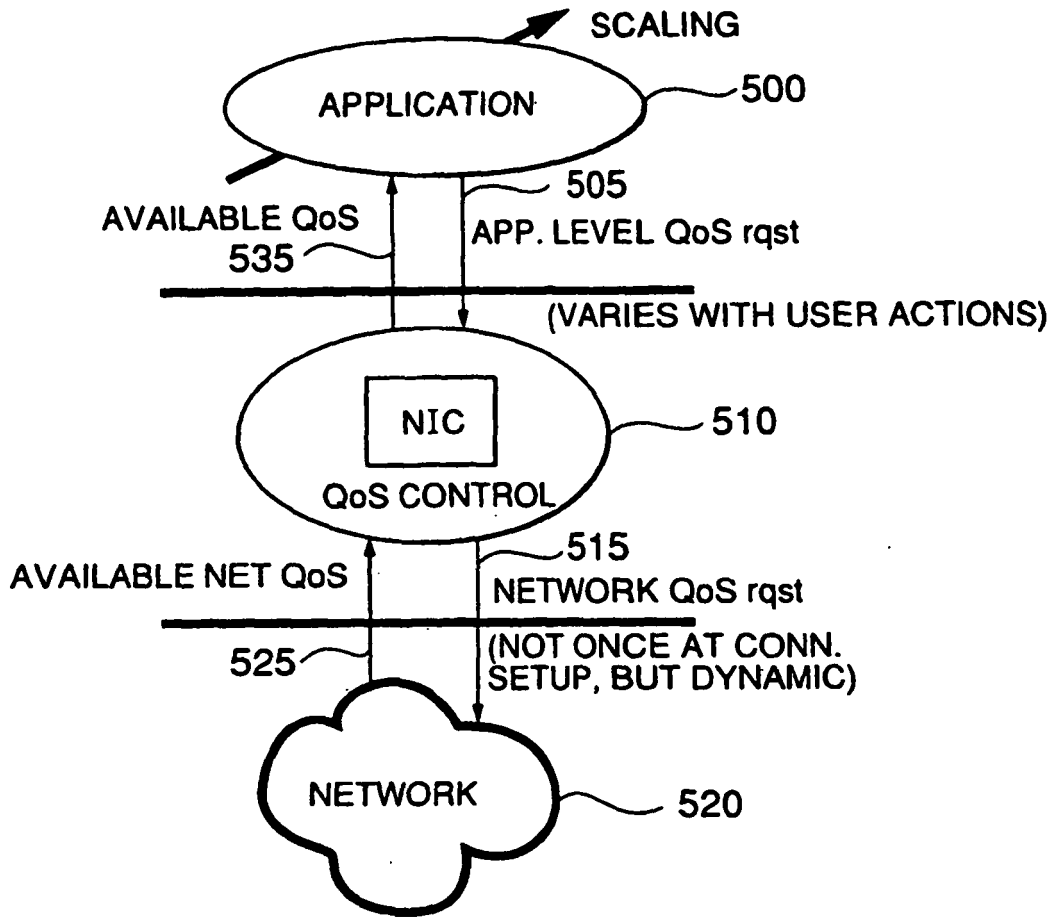 SCALING
APPLICATION
500
505
AVAILABLE QoS
535
APP. LEVEL QoS rqst
(VARIES WITH USER ACTIONS)
NIC
510
QoS CONTROL
515
AVAILABLE NET QoS
NETWORK QoS rqst
525
(NOT ONCE AT CONN.
SETUP, BUT DYNAMIC)
NETWORK
520